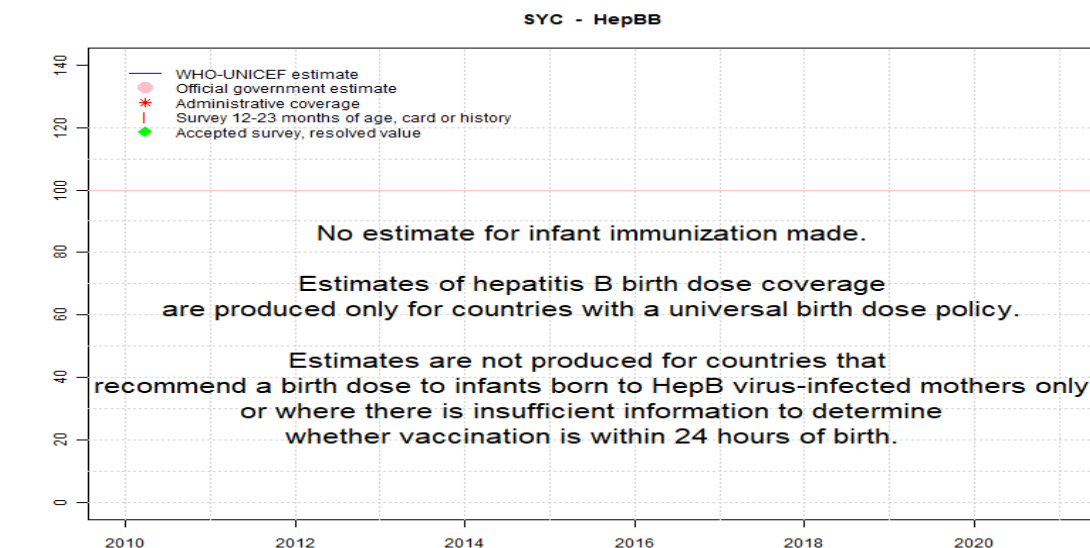 SYC - HepBB
WHO-UNICEF estimate
Official government estimate
Administrative coverage
Survey 12-23 months of age, card or history
Accepted survey, resolved value
140
120
100
80
60
40
20
0
No estimate for infant immunization made.
Estimates of hepatitis B birth dose coverage
are produced only for countries with a universal birth dose policy.
Estimates are not produced for countries that
recommend a birth dose to infants born to HepB virus-infected mothers only
or where there is insufficient information to determine
whether vaccination is within 24 hours of birth.
2010 2012 2014 2016 2018 2020